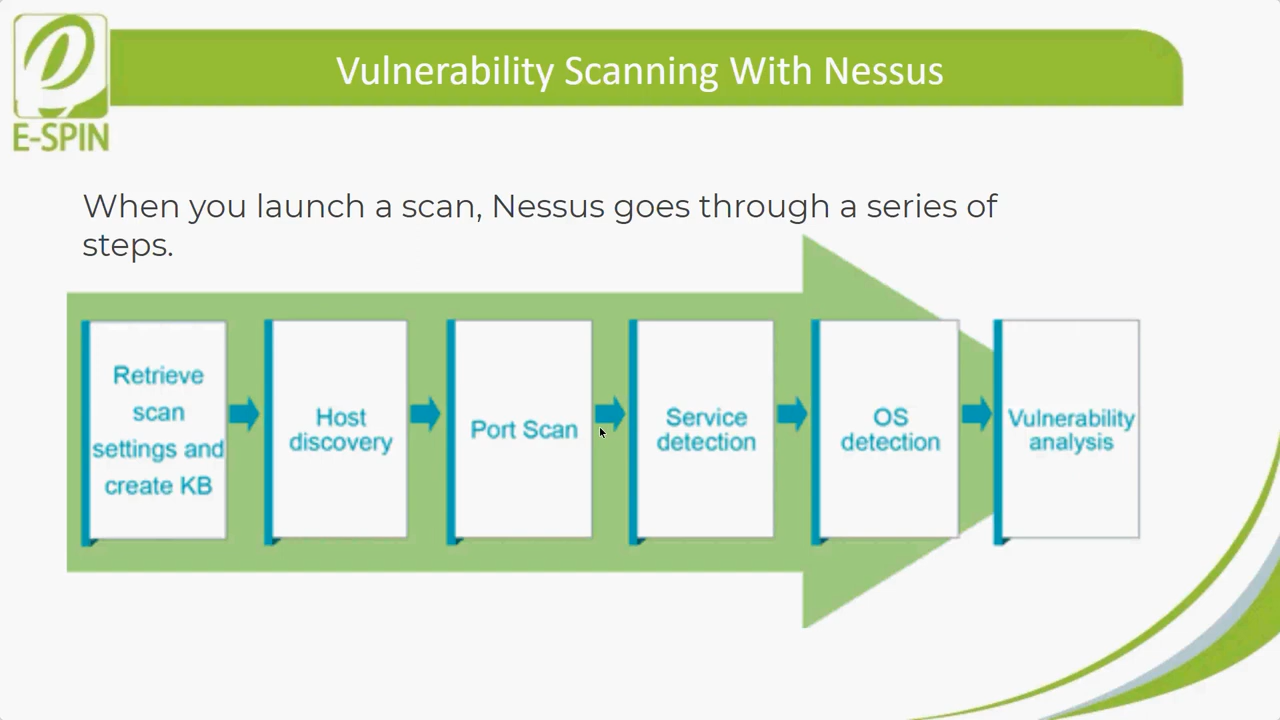 E-SPIN
Vulnerability Scanning With Nessus
When you launch a scan, Nessus goes through a series of
steps.
Retrieve
scan
settings and
create KB
Host
discovery
Port Scan
Service
detection
OS
detection
Vulnerability
analysis